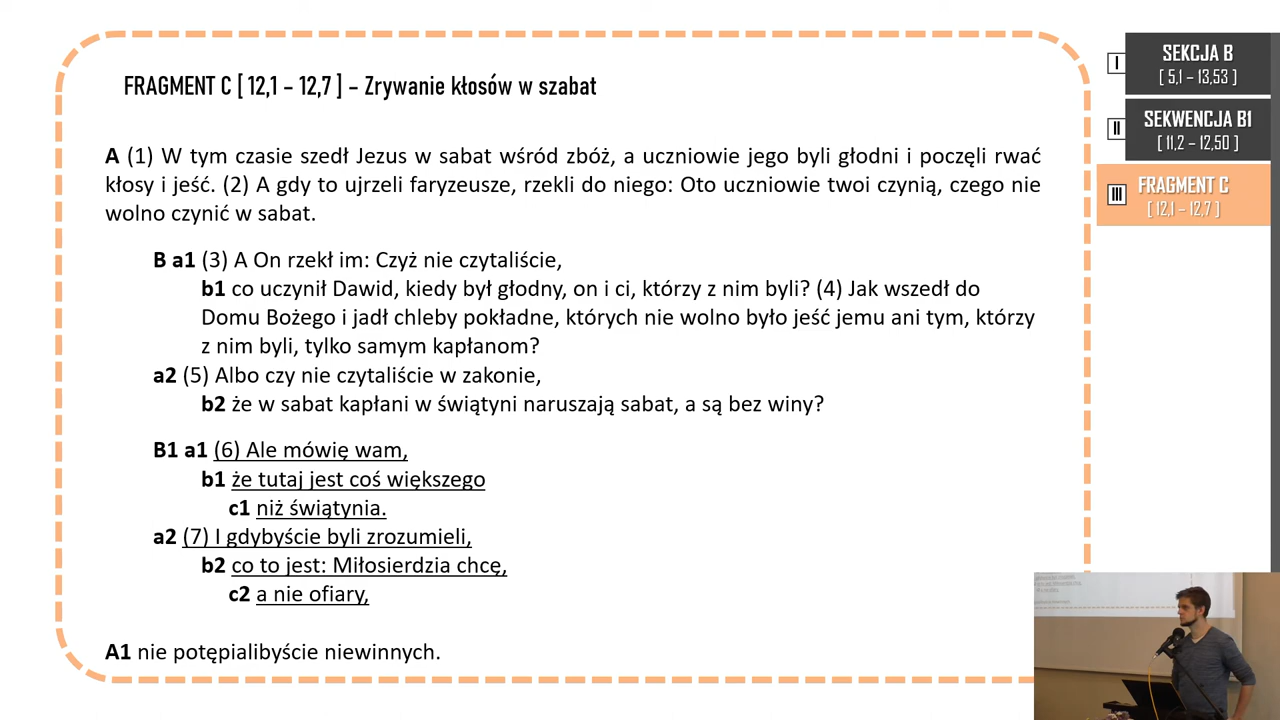 FRAGMENT C [ 12,1 – 12,7 ] – Zrywanie kłosów w szabat
A (1) W tym czasie szedł Jezus w sabat wśród zbóż, a uczniowie jego byli głodni i poczęli rwać
kłosy i jeść. (2) A gdy to ujrzeli faryzeusze, rzekli do niego: Oto uczniowie twoi czynią, czego nie
wolno czynić w sabat.
B a1 (3) A On rzekł im: Czyż nie czytaliście,
b1 co uczynił Dawid, kiedy był głodny, on i ci, którzy z nim byli? (4) Jak wszedł do
Domu Bożego i jadł chleby pokładne, których nie wolno było jeść jemu ani tym, którzy
z nim byli, tylko samym kapłanom?
a2 (5) Albo czy nie czytaliście w zakonie,
b2 że w sabat kapłani w świątyni naruszają sabat, a są bez winy?
B1 a1 (6) Ale mówię wam,
b1 że tutaj jest coś większego
c1 niż świątynia.
a2 (7) I gdybyście byli zrozumieli,
b2 co to jest: Miłosierdzia chcę,
c2 a nie ofiary,
A1 nie potępialibyście niewinnych.
I SEKCJA B
[ 5,1 – 13,53 ]
II SEKWENCJA B1
[ 11,2 – 12,50 ]
III FRAGMENT C
[ 12,1 – 12,7 ]